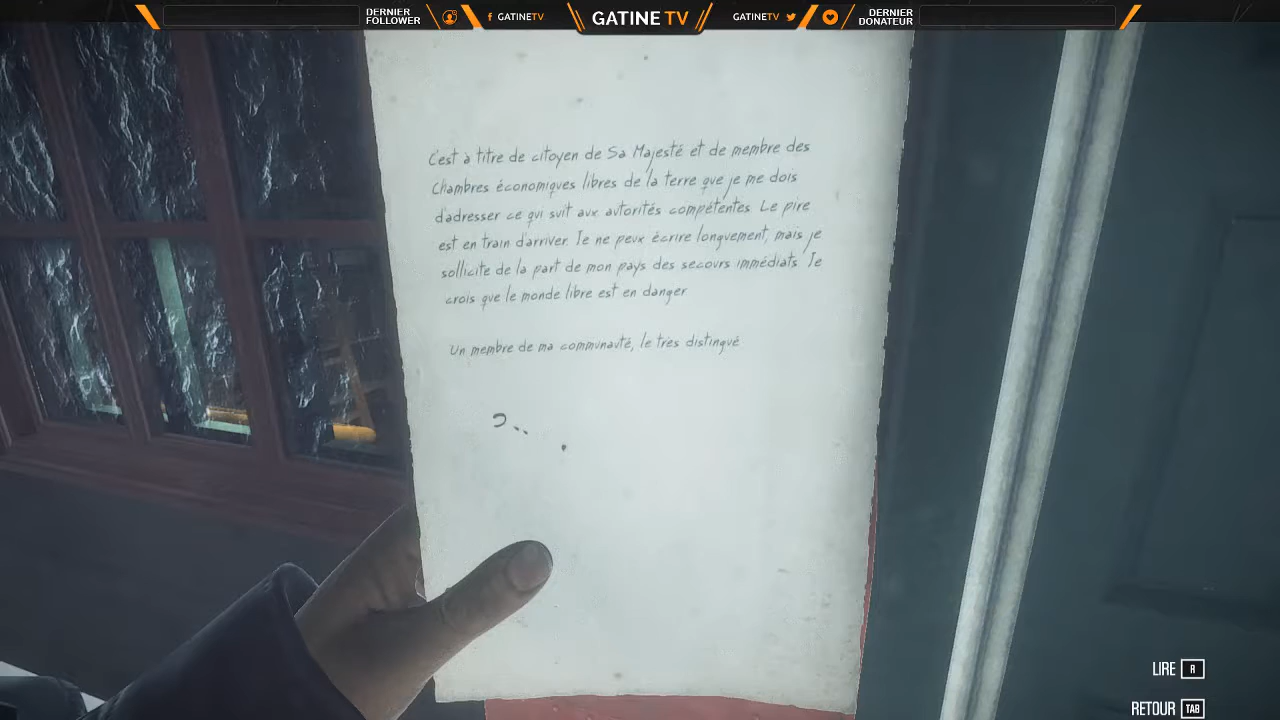 DERNIER
FOLLOWER
GATINETV
GATINE TV
GATINETV
DERNIER
DONATEUR
C'est à titre de citoyen de Sa Majesté et de membre des
Chambres économiques libres de la terre que je me dois
d'adresser ce qui suit aux autorités compétentes. Le pire
est en train d'arriver. Je ne peux écrire longuement, mais je
sollicite de la part de mon pays des secours immédiats. Je
crois que le monde libre est en danger
Un membre de ma communauté, le très distingué
LIRE R
RETOUR TAB